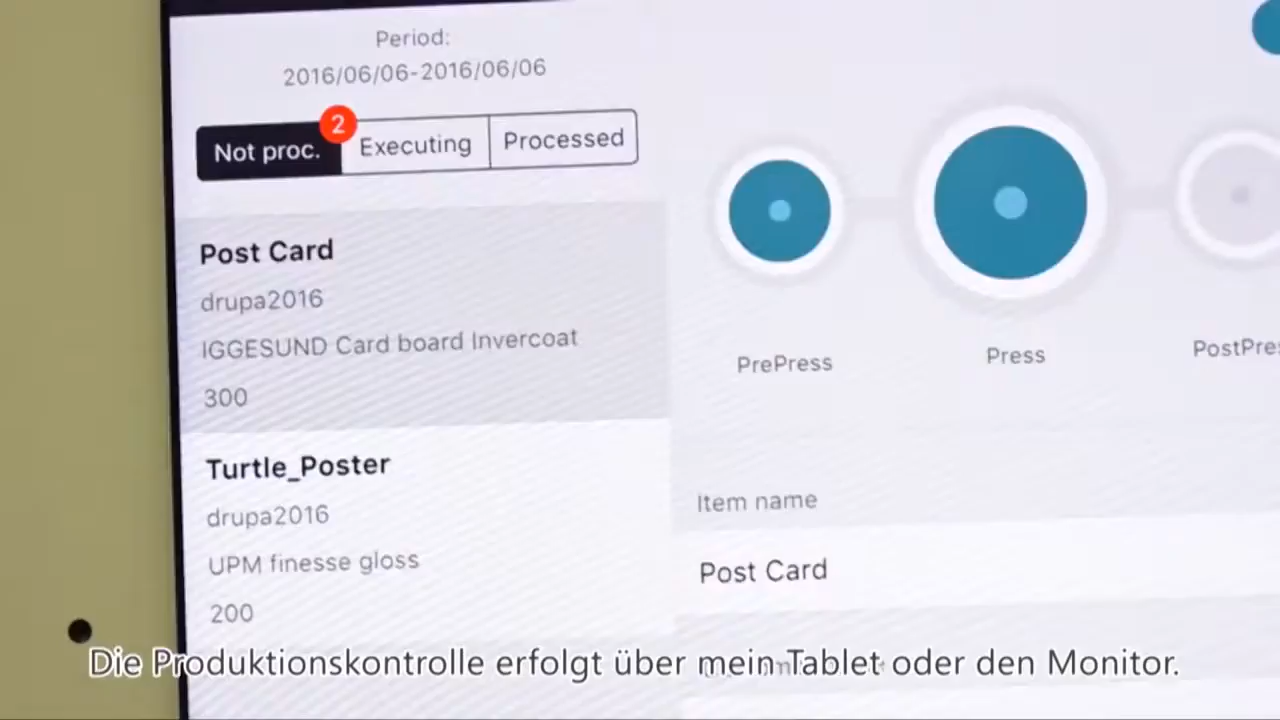 Period:
2016/06/06-2016/06/06
2
Not proc.
Executing
Processed
Post Card
drupa2016
IGGESUND Card board Invercoat
300
Turtle_Poster
drupa2016
UPM finesse gloss
200
PrePress
Press
PostPres
Item name
Post Card
Die Produktionskontrolle erfolgt über mein Tablet oder den Monitor.